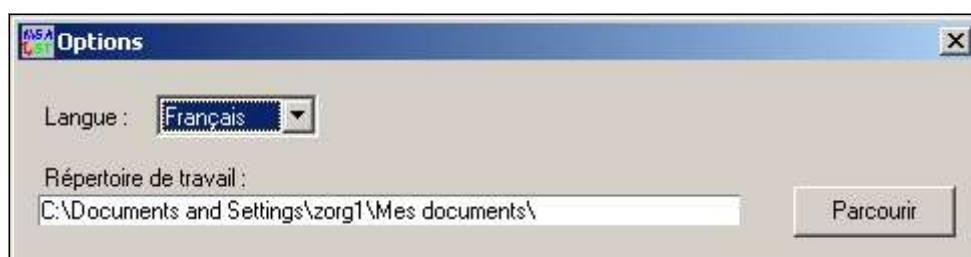 Options
Langue : Français
Répertoire de travail :
C:\Documents and Settings\zorg1\Mes documents\
Parcourir